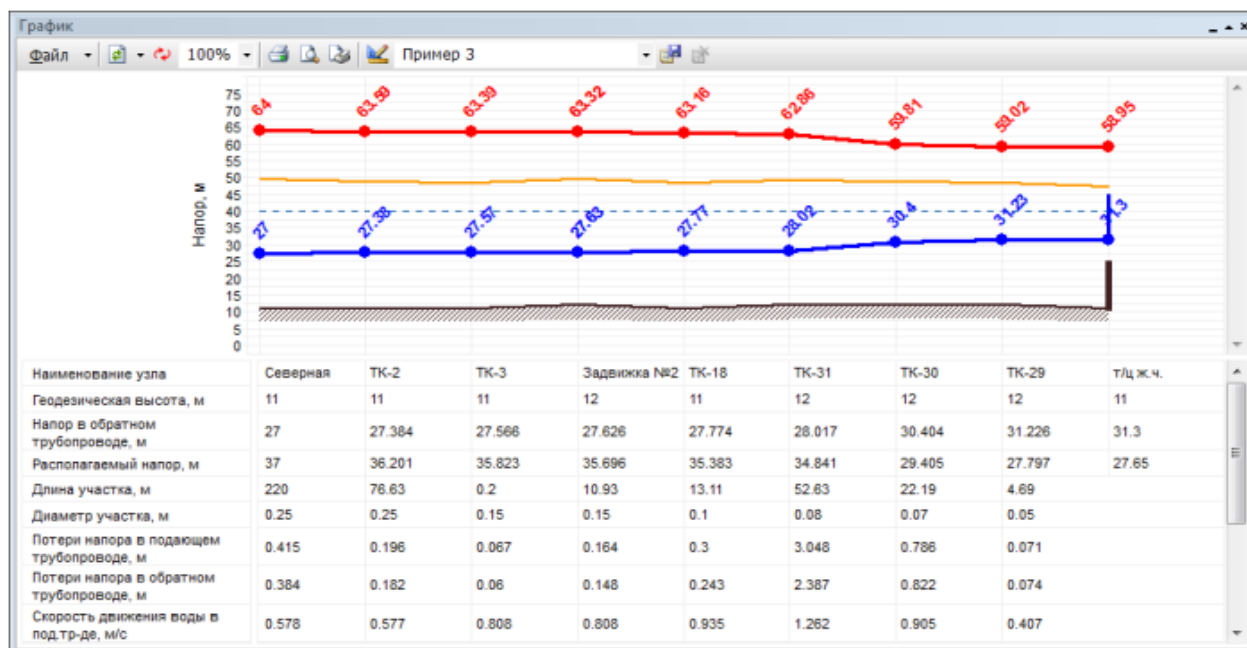 График
Файл 100% Пример 3
75
70
65
60
55
50
45
40
35
30
25
20
15
10
5
0
Напор, м
64 63.59 63.39 63.32 63.16 62.86 59.81 59.02 58.95
27 27.38 27.57 27.63 27.77 28.02 30.4 31.23 31.3
Наименование узла Северная ТК-2 ТК-3 Задвижка №2 ТК-18 ТК-31 ТК-30 ТК-29 т/ц ж.ч.
Геодезическая высота, м 11 11 11 12 11 12 12 12 11
Напор в обратном
трубопроводе, м 27 27.384 27.566 27.626 27.774 28.017 30.404 31.226 31.3
Располагаемый напор, м 37 36.201 35.823 35.696 35.383 34.841 29.405 27.797 27.65
Длина участка, м 220 76.63 0.2 10.93 13.11 52.63 22.19 4.69
Диаметр участка, м 0.25 0.25 0.15 0.15 0.1 0.08 0.07 0.05
Потери напора в подающем
трубопроводе, м 0.415 0.196 0.067 0.164 0.3 3.048 0.786 0.071
Потери напора в обратном
трубопроводе, м 0.384 0.182 0.06 0.148 0.243 2.387 0.822 0.074
Скорость движения воды в
под.тр-де, м/с 0.578 0.577 0.808 0.808 0.935 1.262 0.905 0.407